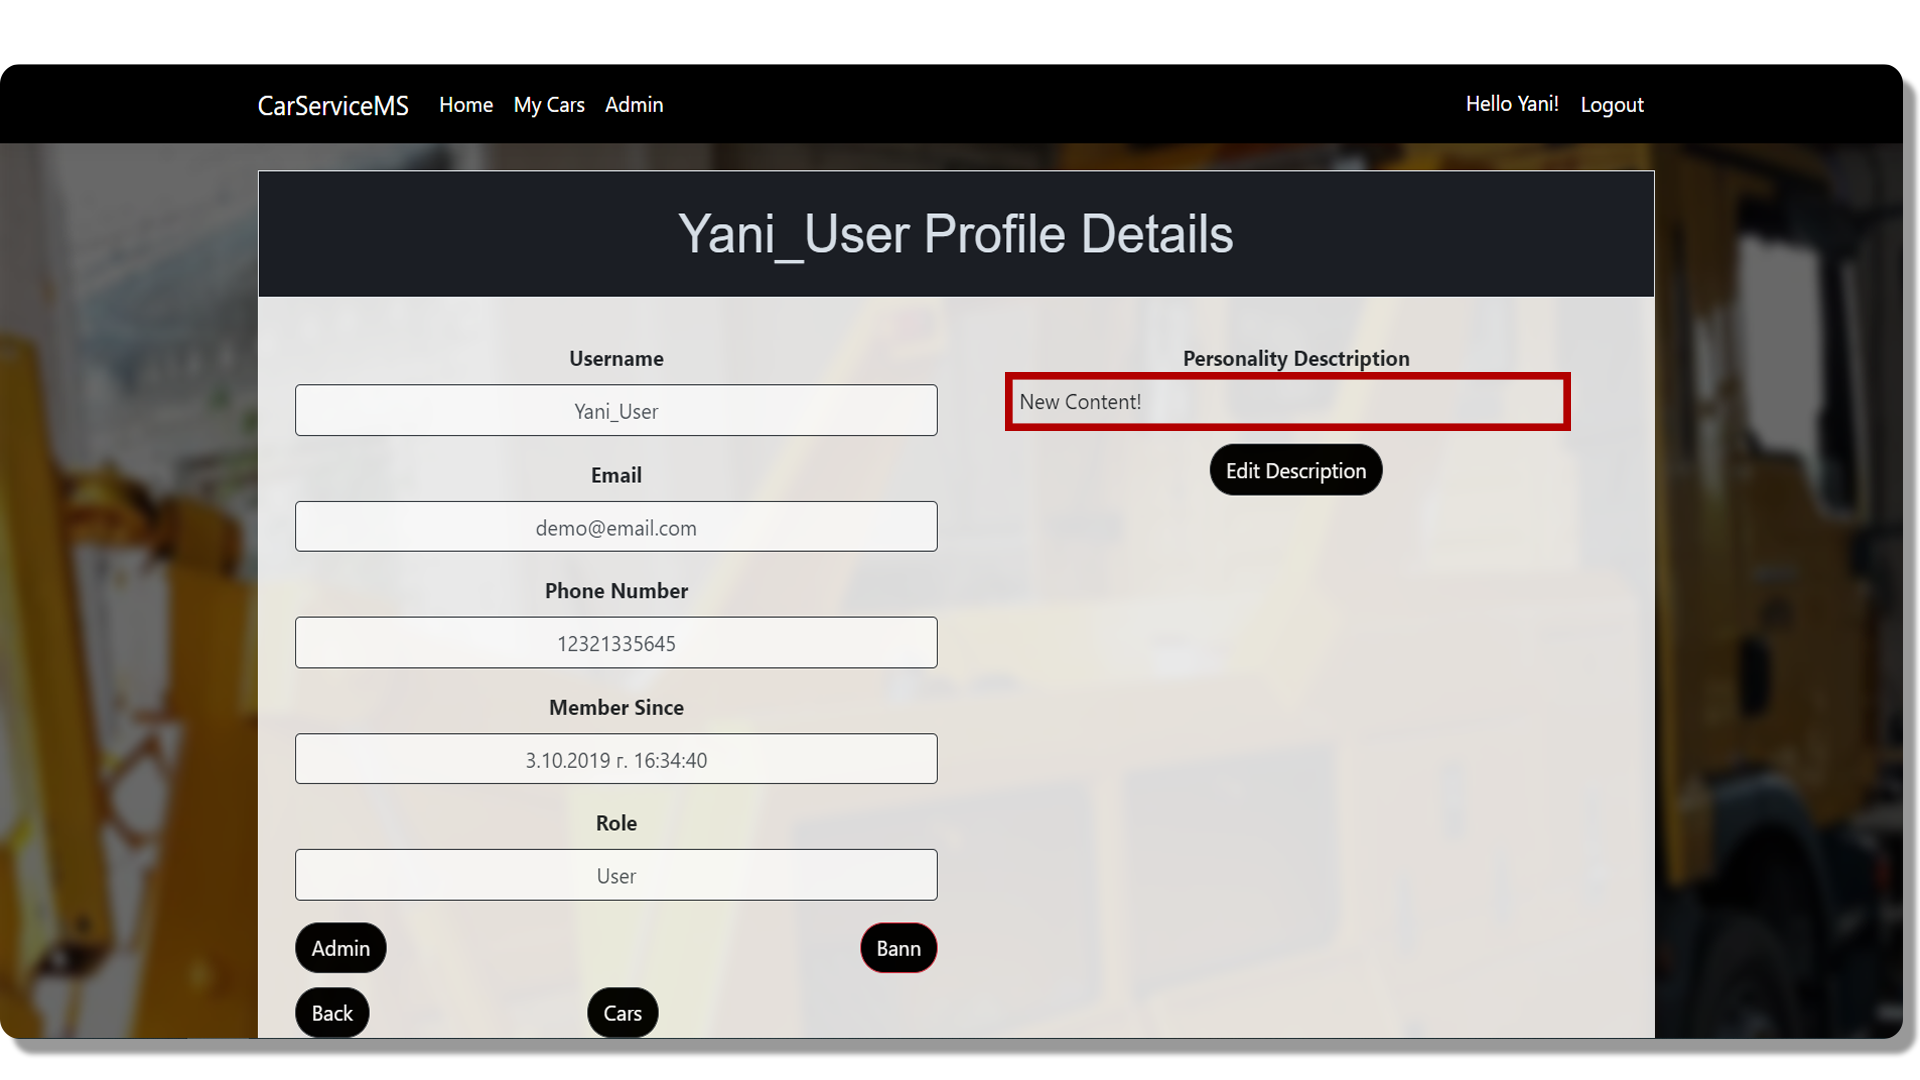 CarServiceMS Home My Cars Admin Hello Yani! Logout
Yani_User Profile Details
Username
Yani_User
Email
demo@email.com
Phone Number
12321335645
Member Since
3.10.2019 г. 16:34:40
Role
User
Admin Bann
Back Cars
Personality Desctription
New Content!
Edit Description